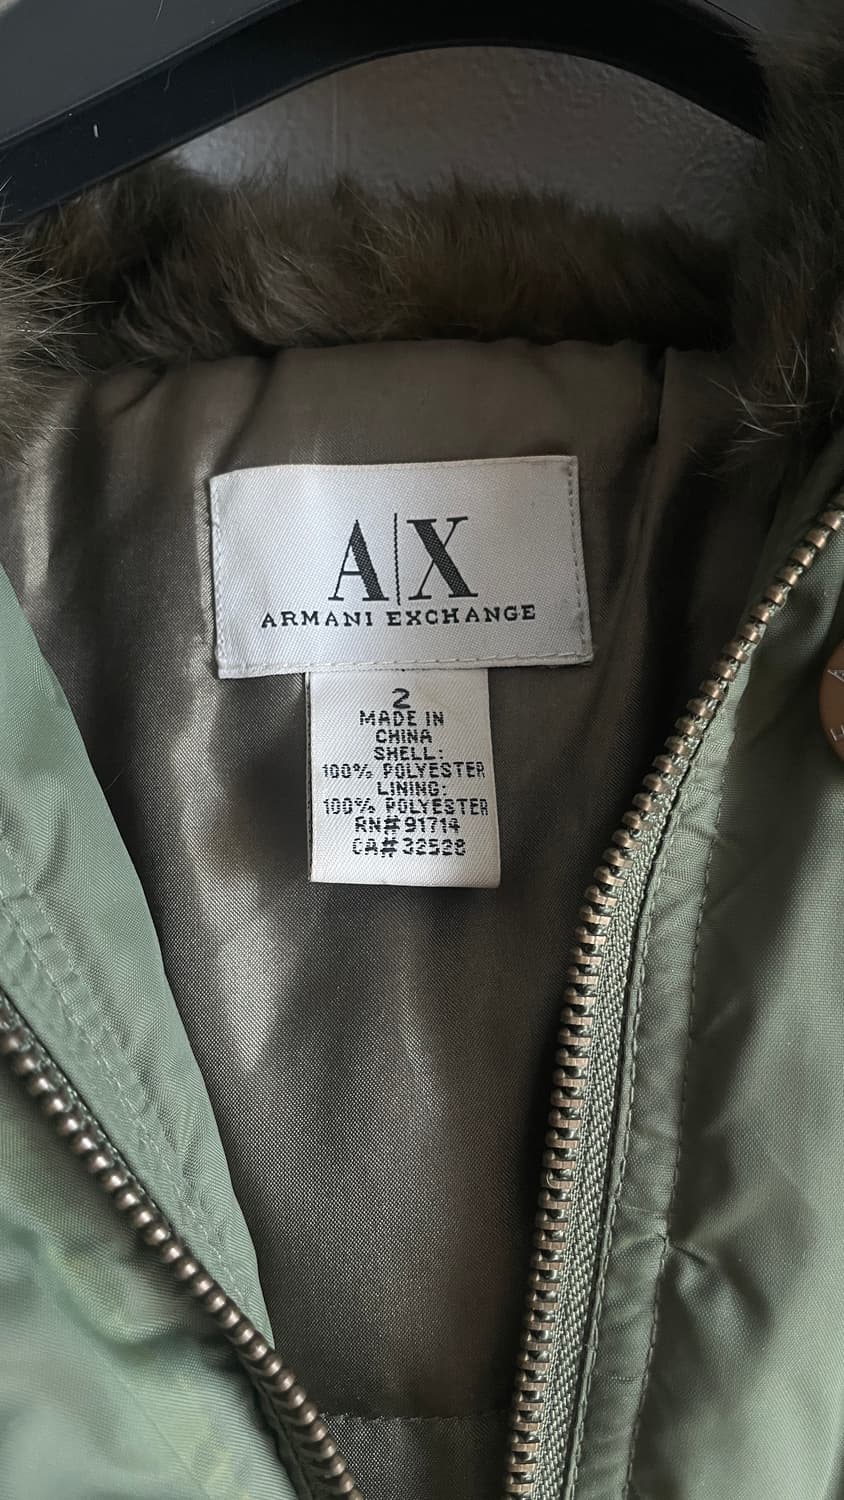 A|X
ARMANI EXCHANGE
2
MADE IN
CHINA
SHELL:
100% POLYESTER
LINING:
100% POLYESTER
RN#91714
CA#32528